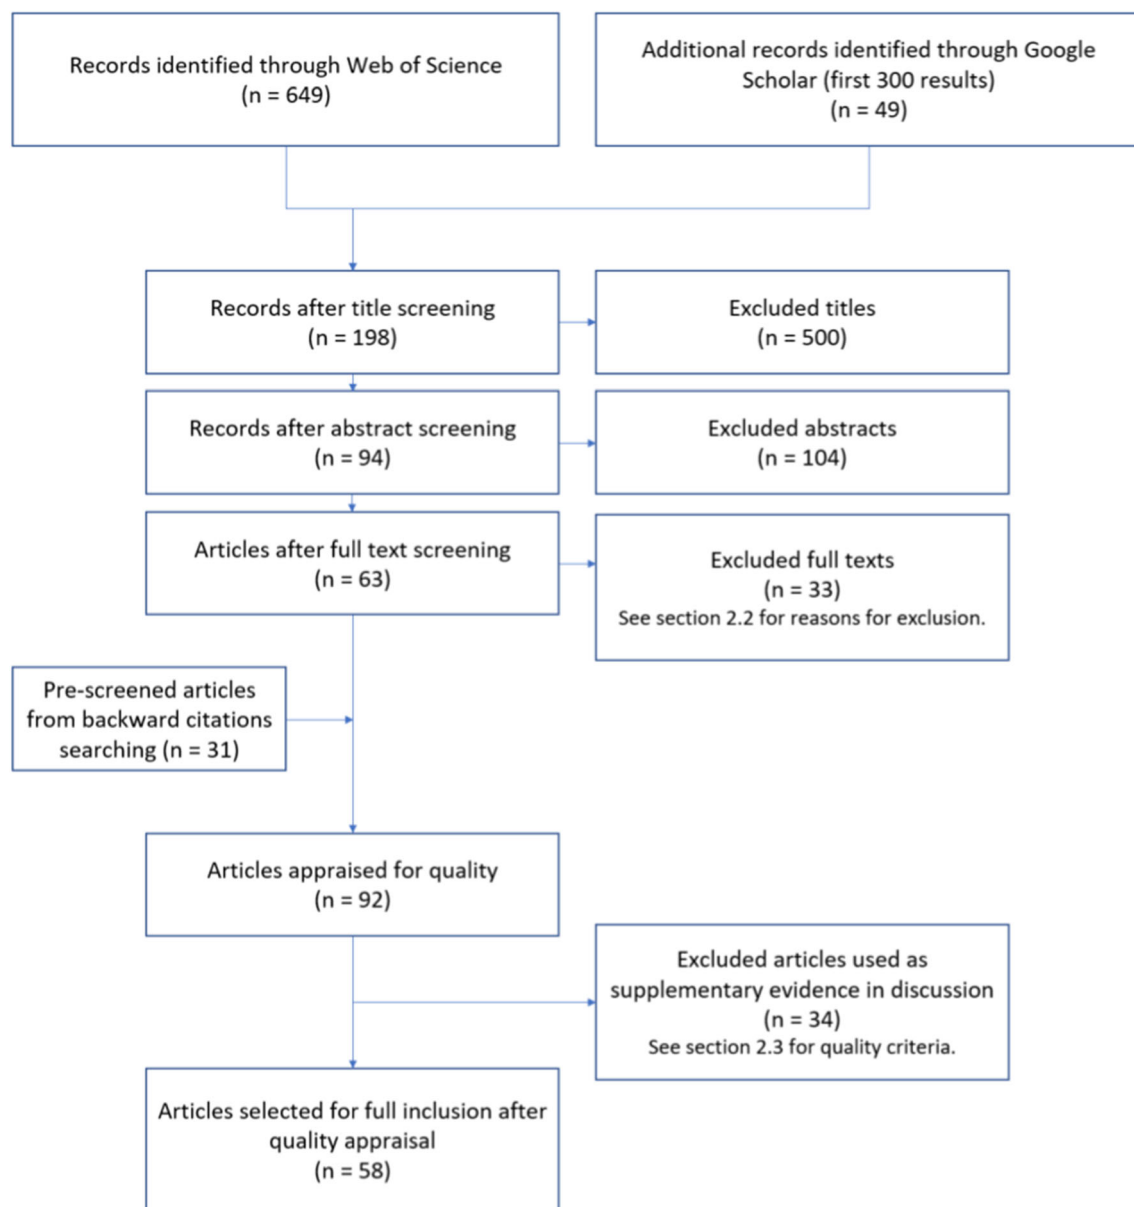 Records identified through Web of Science
(n = 649)
Additional records identified through Google
Scholar (first 300 results)
(n = 49)
Records after title screening
(n = 198)
Excluded titles
(n = 500)
Records after abstract screening
(n = 94)
Excluded abstracts
(n = 104)
Articles after full text screening
(n = 63)
Excluded full texts
(n = 33)
See section 2.2 for reasons for exclusion.
Pre-screened articles
from backward citations
searching (n = 31)
Articles appraised for quality
(n = 92)
Excluded articles used as
supplementary evidence in discussion
(n = 34)
See section 2.3 for quality criteria.
Articles selected for full inclusion after
quality appraisal
(n = 58)